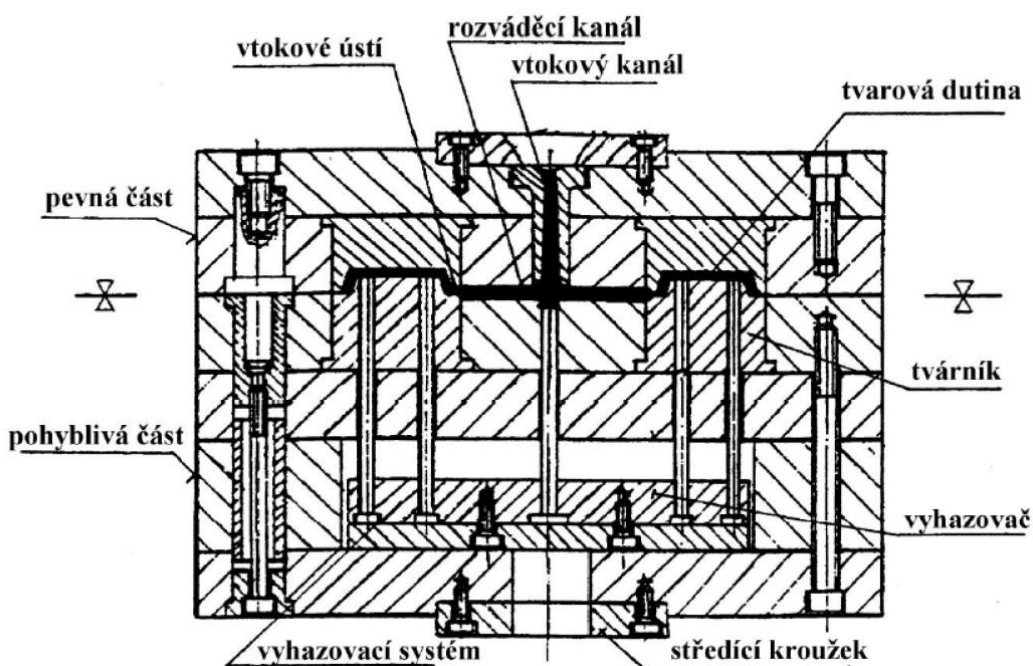 rozváděcí kanál
vtokové ústí
vtokový kanál
tvarová dutina
pevná část
tvárník
pohyblivá část
vyhazovač
vyhazovací systém
středící kroužek